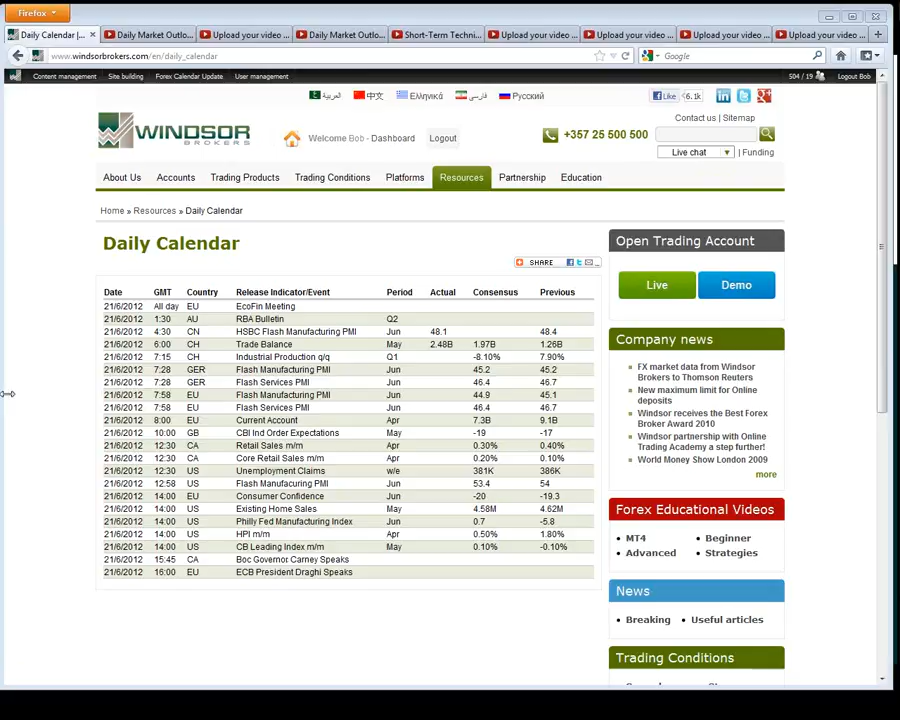 Firefox
Daily Calendar |... Daily Market Outlo... Upload your video ... Daily Market Outlo... Short-Term Techni... Upload your video ... Upload your video ... Upload your video ... Upload your video ...
www.windsorbrokers.com/en/daily_calendar Google
Content management Site building Forex Calendar Update User management 504 / 19 Logout Bob
العربية 中文 Ελληνικά فارسی Русский Like 6.1k
Contact us | Sitemap
WINDSOR
BROKERS
Welcome Bob - Dashboard Logout +357 25 500 500
Live chat | Funding
About Us Accounts Trading Products Trading Conditions Platforms Resources Partnership Education
Home » Resources » Daily Calendar
Daily Calendar
SHARE
Date GMT Country Release Indicator/Event Period Actual Consensus Previous
21/6/2012 All day EU EcoFin Meeting
21/6/2012 1:30 AU RBA Bulletin Q2
21/6/2012 4:30 CN HSBC Flash Manufacturing PMI Jun 48.1 48.4
21/6/2012 6:00 CH Trade Balance May 2.48B 1.97B 1.26B
21/6/2012 7:15 CH Industrial Production q/q Q1 -8.10% 7.90%
21/6/2012 7:28 GER Flash Manufacturing PMI Jun 45.2 45.2
21/6/2012 7:28 GER Flash Services PMI Jun 46.4 46.7
21/6/2012 7:58 EU Flash Manufacturing PMI Jun 44.9 45.1
21/6/2012 7:58 EU Flash Services PMI Jun 46.4 46.7
21/6/2012 8:00 EU Current Account Apr 7.3B 9.1B
21/6/2012 10:00 GB CBI Ind Order Expectations May -19 -17
21/6/2012 12:30 CA Retail Sales m/m Apr 0.30% 0.40%
21/6/2012 12:30 CA Core Retail Sales m/m Apr 0.20% 0.10%
21/6/2012 12:30 US Unemployment Claims w/e 381K 386K
21/6/2012 12:58 US Flash Manufacuring PMI Jun 53.4 54
21/6/2012 14:00 EU Consumer Confidence Jun -20 -19.3
21/6/2012 14:00 US Existing Home Sales May 4.58M 4.62M
21/6/2012 14:00 US Philly Fed Manufacturing Index Jun 0.7 -5.8
21/6/2012 14:00 US HPI m/m Apr 0.50% 1.80%
21/6/2012 14:00 US CB Leading Index m/m May 0.10% -0.10%
21/6/2012 15:45 CA Boc Governor Carney Speaks
21/6/2012 16:00 EU ECB President Draghi Speaks
Open Trading Account
Live Demo
Company news
FX market data from Windsor
Brokers to Thomson Reuters
New maximum limit for Online
deposits
Windsor receives the Best Forex
Broker Award 2010
Windsor partnership with Online
Trading Academy a step further!
World Money Show London 2009
more
Forex Educational Videos
MT4 Beginner
Advanced Strategies
News
Breaking Useful articles
Trading Conditions